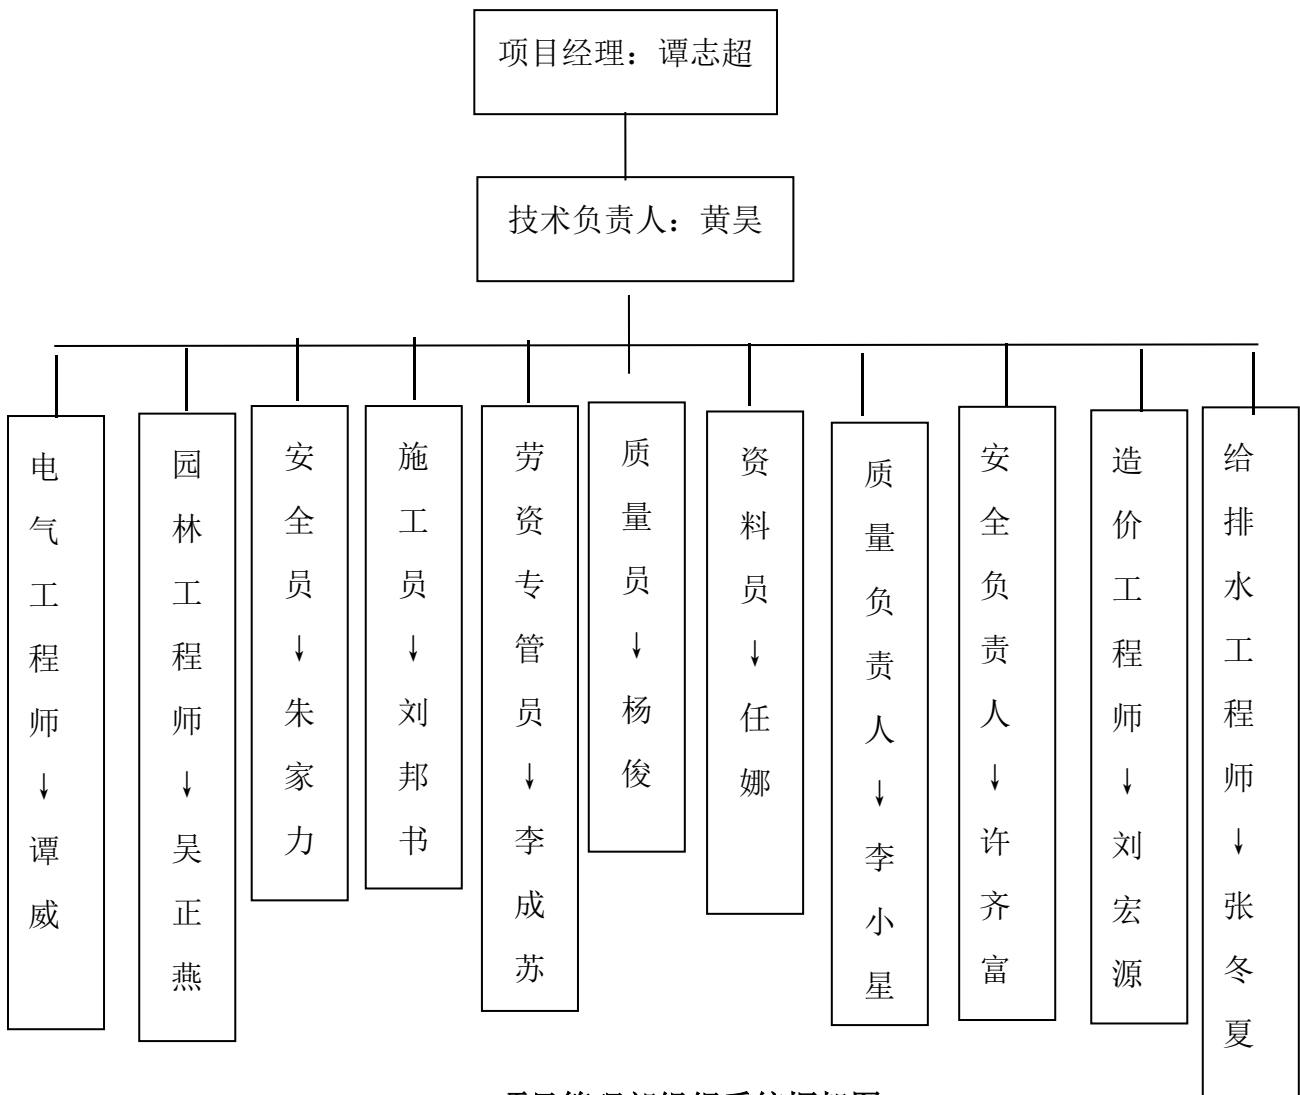 项目经理：谭志超
技术负责人：黄昊
电气工程师→谭威
园林工程师→吴正燕
安全员→朱家力
施工员→刘邦书
劳资专管员→李成苏
质量员→杨俊
资料员→任娜
质量负责人→李小星
安全负责人→许齐富
造价工程师→刘宏源
给排水工程师→张冬夏